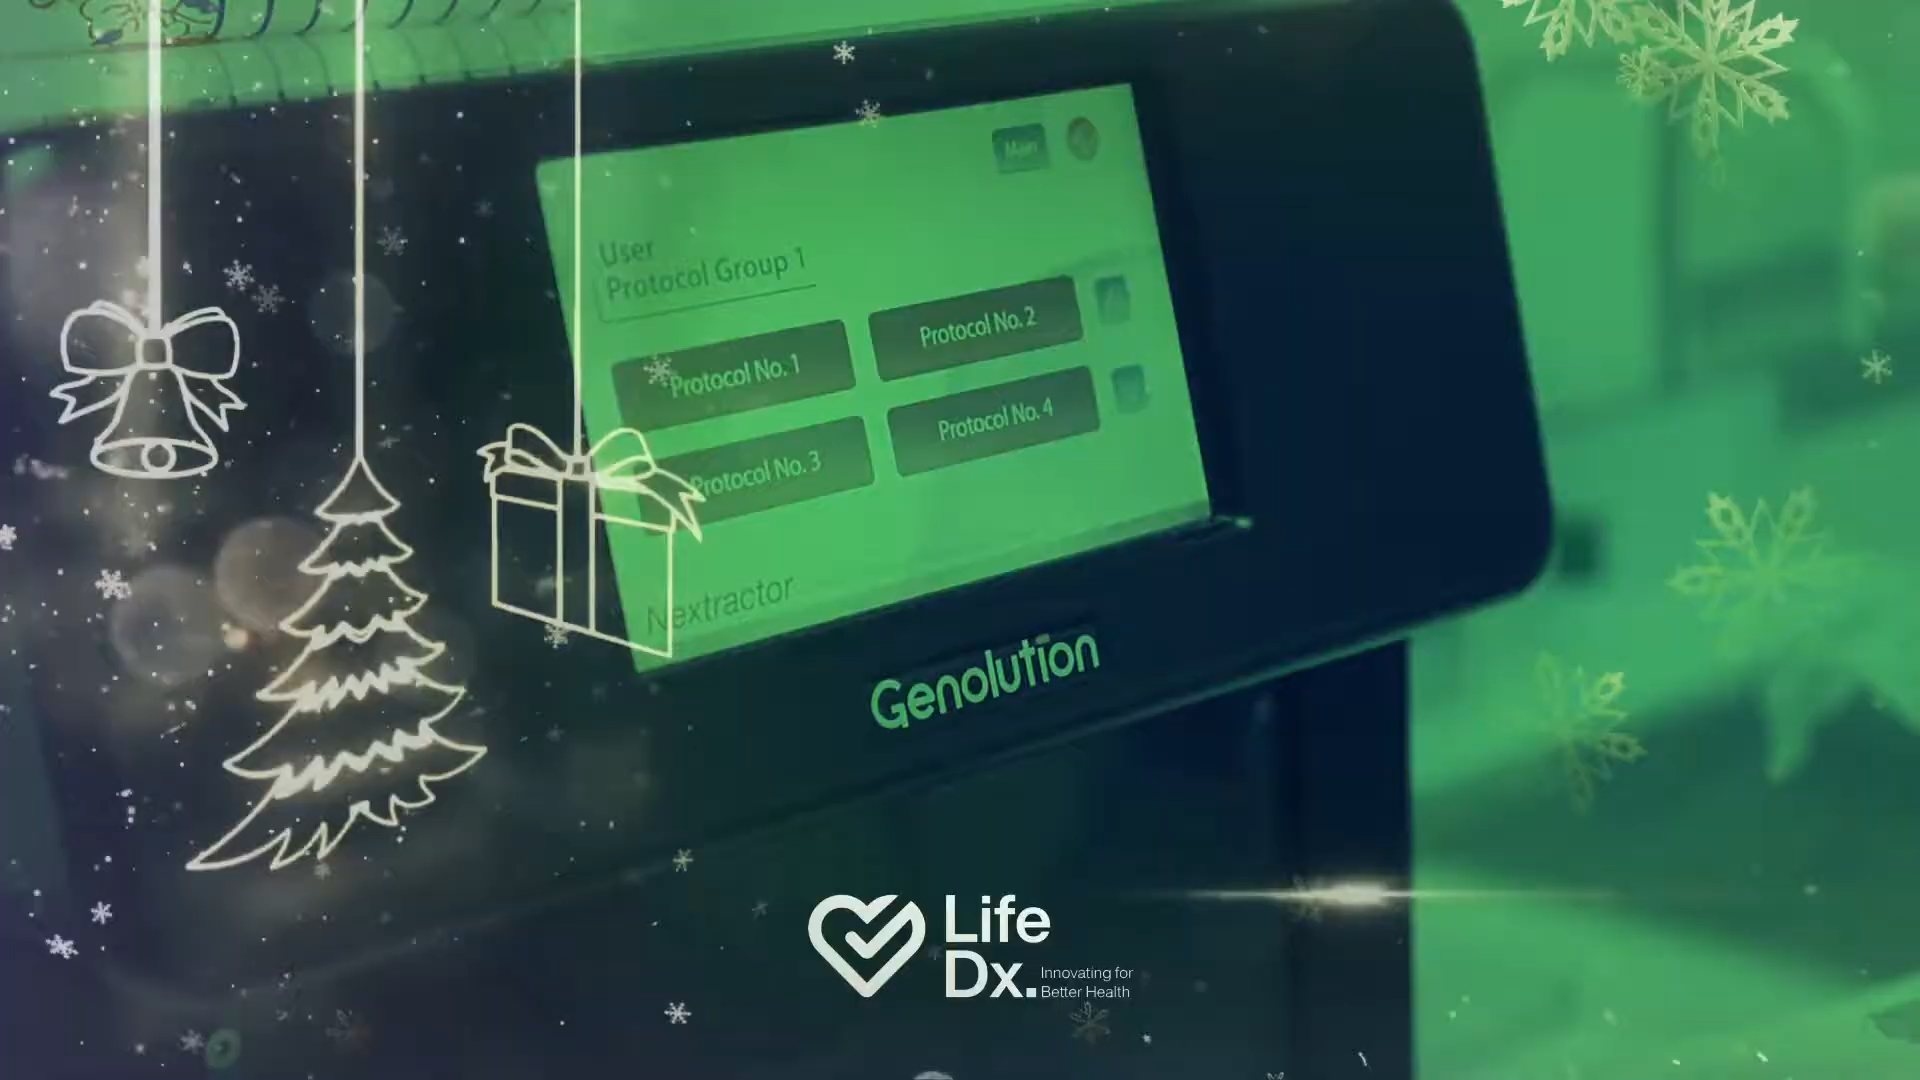 Main
User
Protocol Group 1
Protocol No. 1
Protocol No. 2
Protocol No. 3
Protocol No. 4
Nextractor
Genolution
Life
Dx.
Innovating for
Better Health